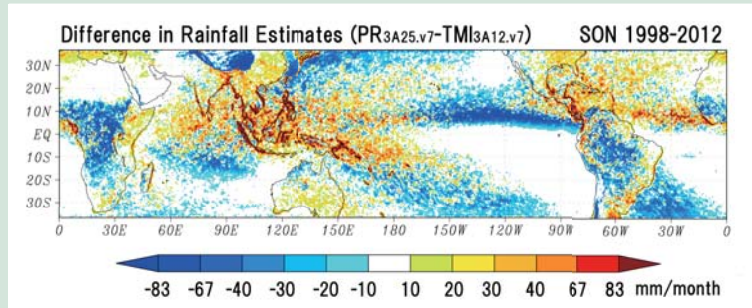 Difference in Rainfall Estimates (PR3A25.v7-TMI3A12.v7) SON 1998-2012
30N
20N
10N
EQ
10S
20S
30S
0 30E 60E 90E 120E 150E 180 150W 120W 90W 60W 30W 0
-83 -67 -40 -30 -20 -10 10 20 30 40 67 83 mm/month